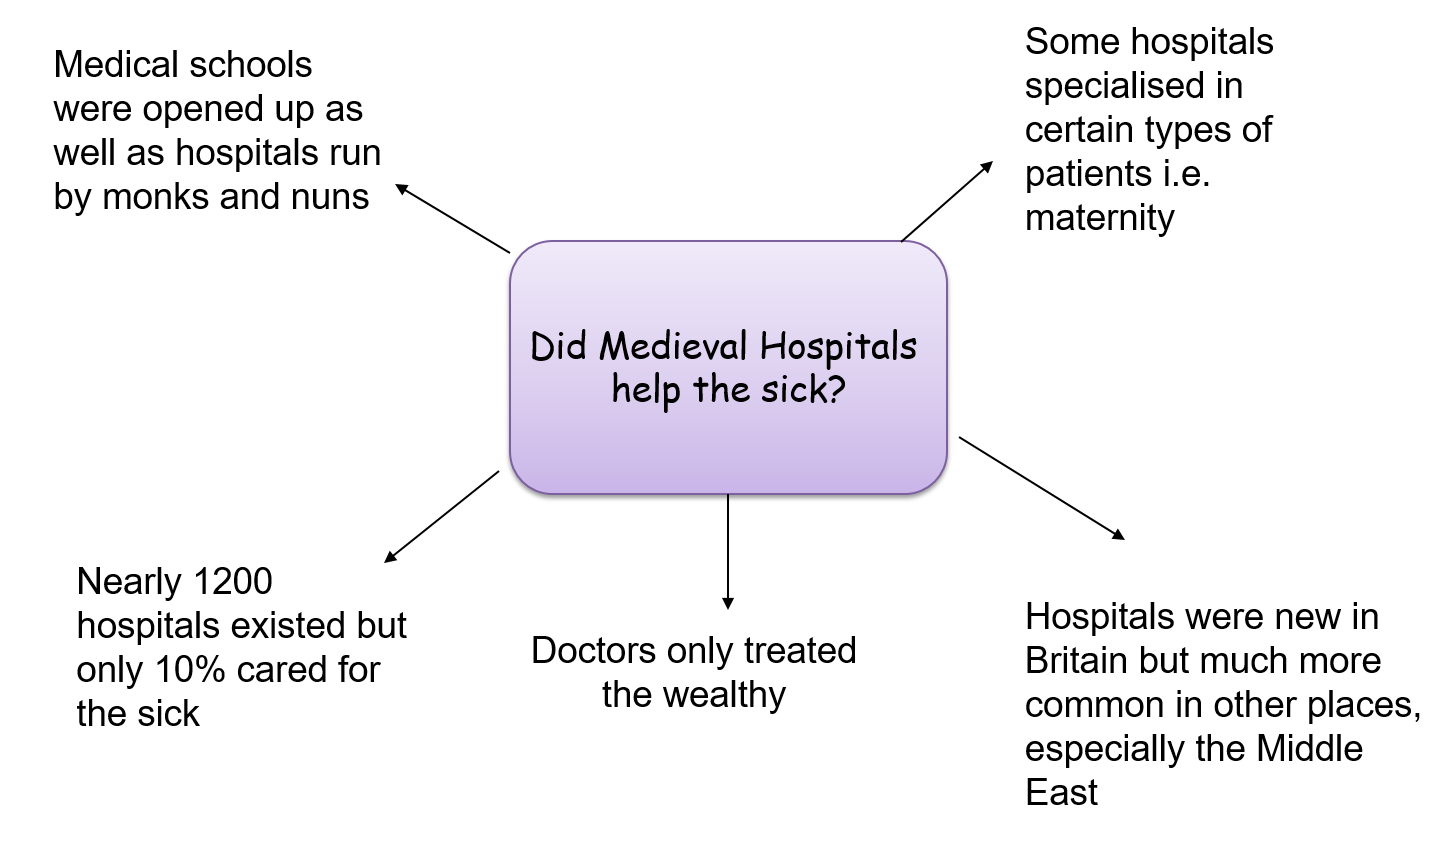 Medical schools
were opened up as
well as hospitals run
by monks and nuns
Some hospitals
specialised in
certain types of
patients i.e.
maternity
Did Medieval Hospitals
help the sick?
Nearly 1200
hospitals existed but
only 10% cared for
the sick
Doctors only treated
the wealthy
Hospitals were new in
Britain but much more
common in other places,
especially the Middle
East